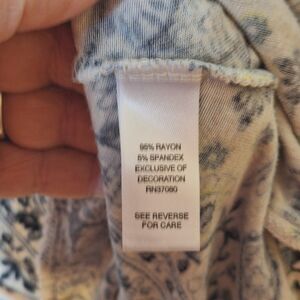 95% RAYON
5% SPANDEX
EXCLUSIVE OF
DECORATION
RN37060
SEE REVERSE
FOR CARE